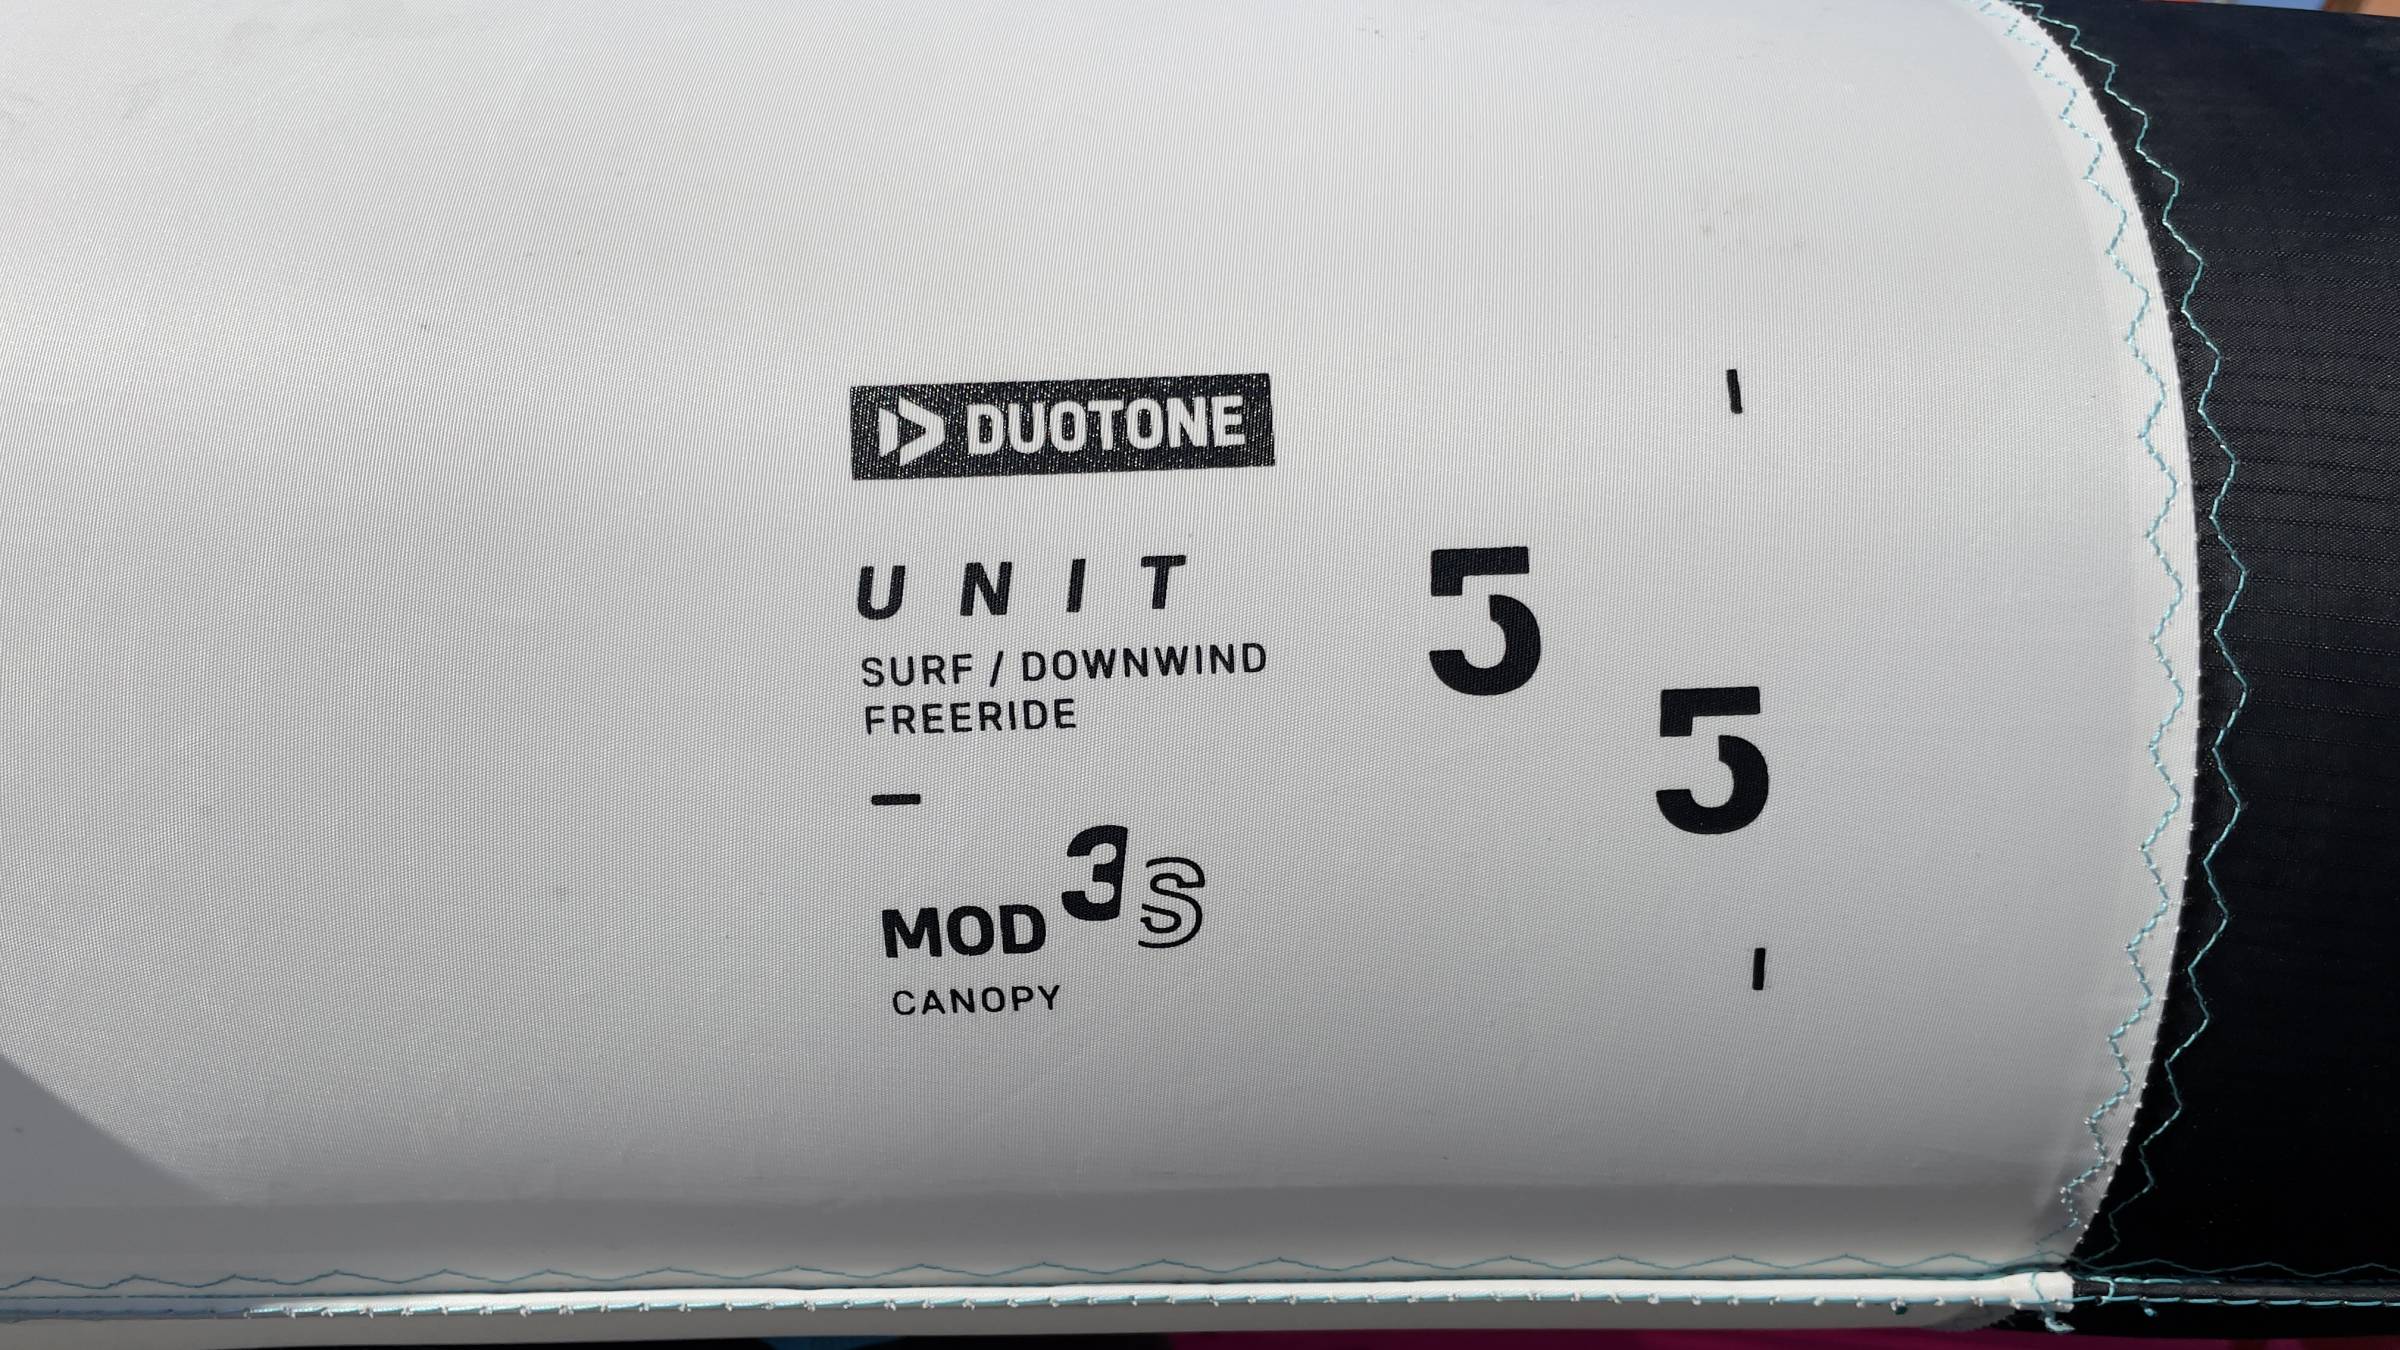 DUOTONE
UNIT
SURF / DOWNWIND
FREERIDE
5
5
MOD3S
CANOPY